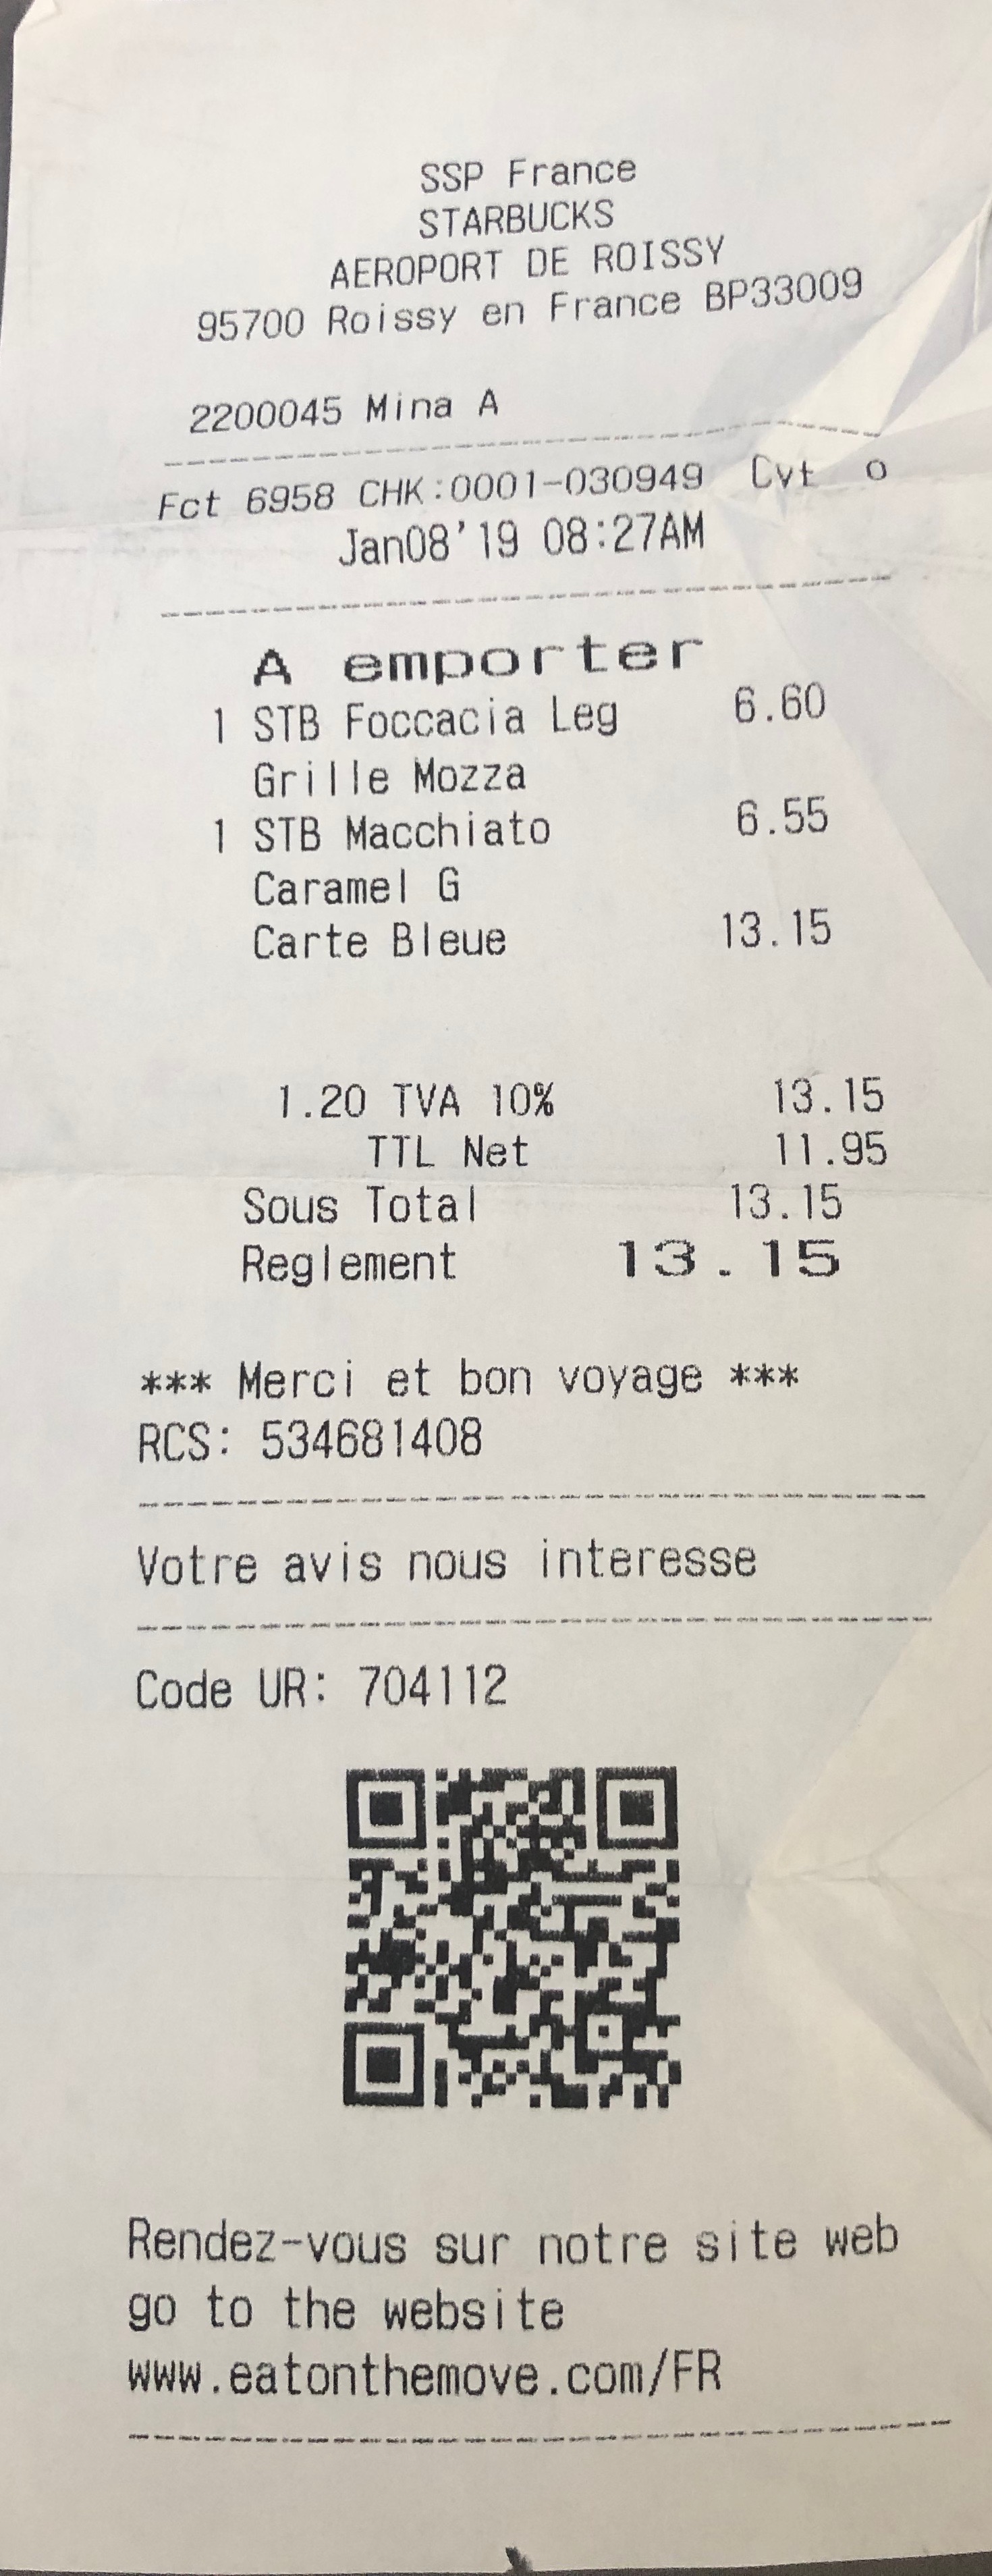 SSP France
STARBUCKS
AEROPORT DE ROISSY
95700 Roissy en France BP33009
2200045 Mina A
Fct 6958 CHK:0001-030949 Cvt o
Jan08'19 08:27AM
A emporter
1 STB Foccacia Leg 6.60
Grille Mozza
1 STB Macchiato 6.55
Caramel G
Carte Bleue 13.15
1.20 TVA 10% 13.15
TTL Net 11.95
Sous Total 13.15
Reglement 13.15
*** Merci et bon voyage ***
RCS: 534681408
Votre avis nous interesse
Code UR: 704112
Rendez-vous sur notre site web
go to the website
www.eatonthemove.com/FR